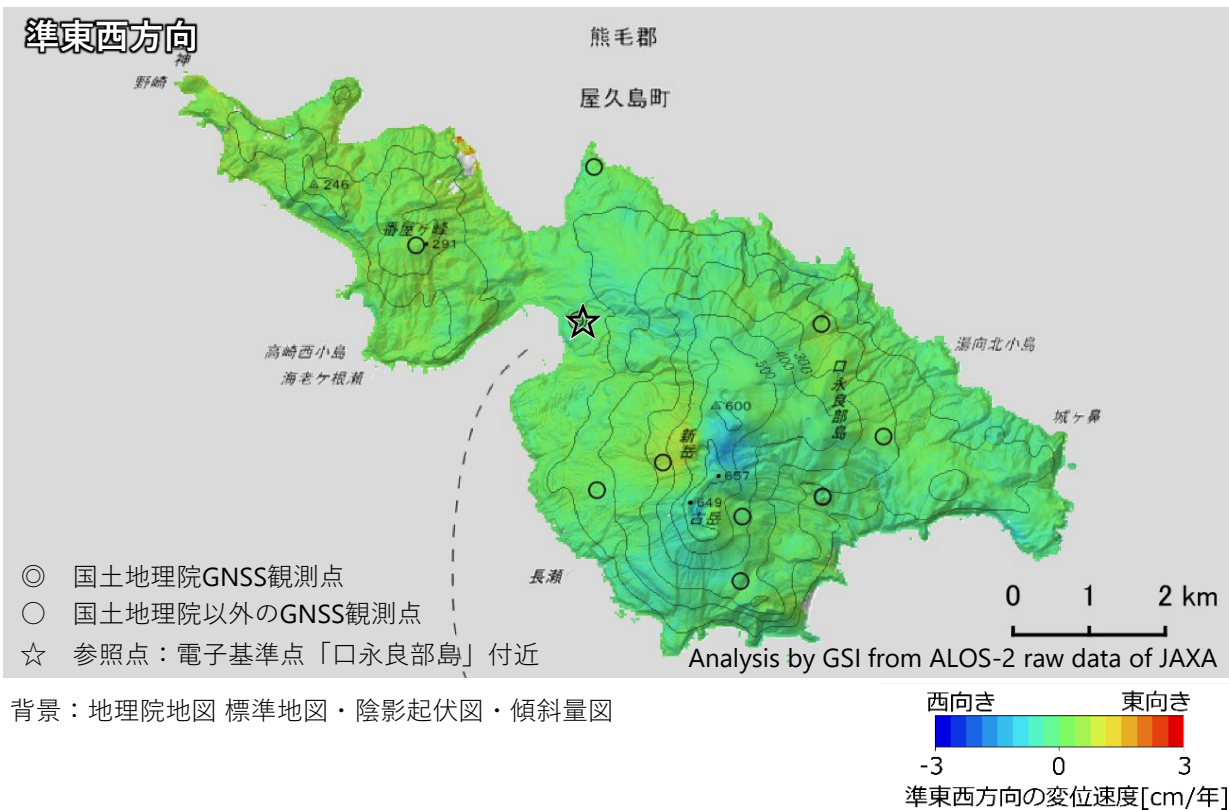 準東西方向
熊毛郡
屋久島町
神
野崎
246
番屋ケ峰
291
高崎西小島
海老ケ根瀬
湯向北小島
城ヶ鼻
口永良部島
300
400
500
600
新岳
657
649
古岳
長瀬
◎ 国土地理院GNSS観測点
○ 国土地理院以外のGNSS観測点
☆ 参照点：電子基準点「口永良部島」付近
0 1 2 km
Analysis by GSI from ALOS-2 raw data of JAXA
背景：地理院地図 標準地図・陰影起伏図・傾斜量図
西向き 東向き
-3 0 3
準東西方向の変位速度[cm/年]